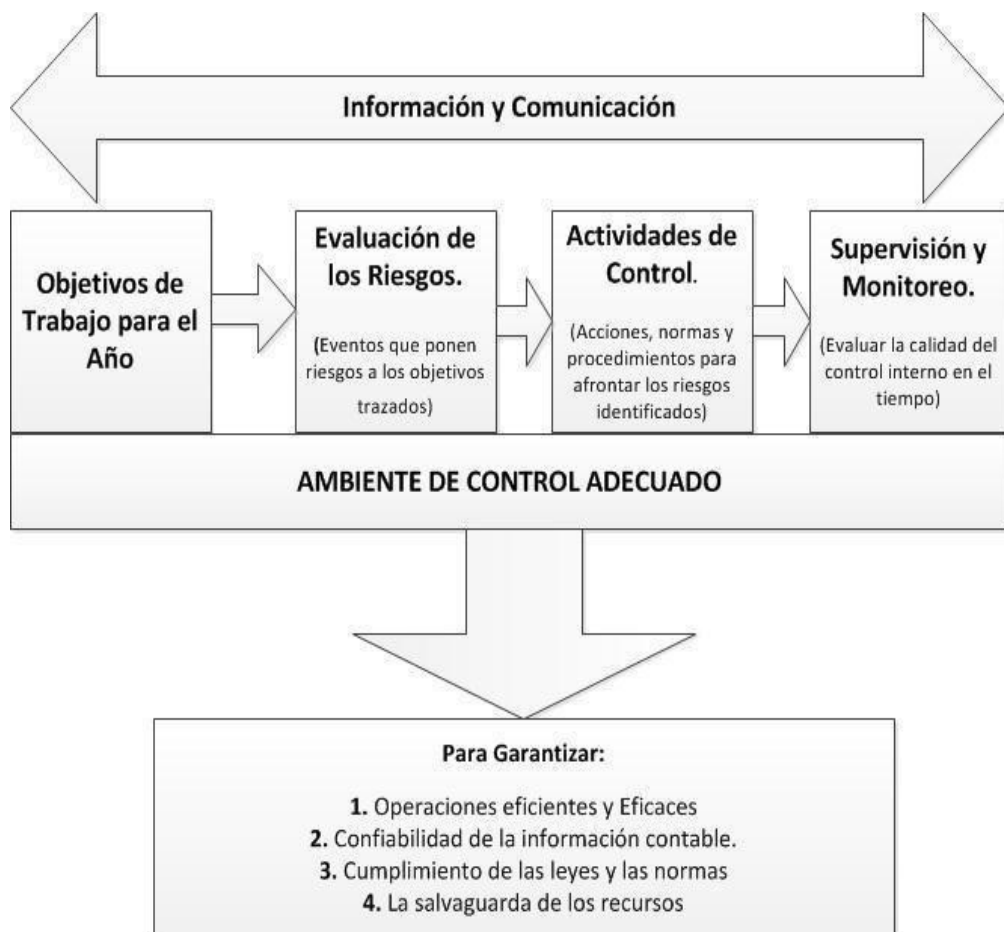 Información y Comunicación
Objetivos de
Trabajo para el
Año
Evaluación de
los Riesgos.
(Eventos que ponen
riesgos a los objetivos
trazados)
Actividades de
Control.
(Acciones, normas y
procedimientos para
afrontar los riesgos
identificados)
Supervisión y
Monitoreo.
(Evaluar la calidad del
control interno en el
tiempo)
AMBIENTE DE CONTROL ADECUADO
Para Garantizar:
1. Operaciones eficientes y Eficaces
2. Confiabilidad de la información contable.
3. Cumplimiento de las leyes y las normas
4. La salvaguarda de los recursos